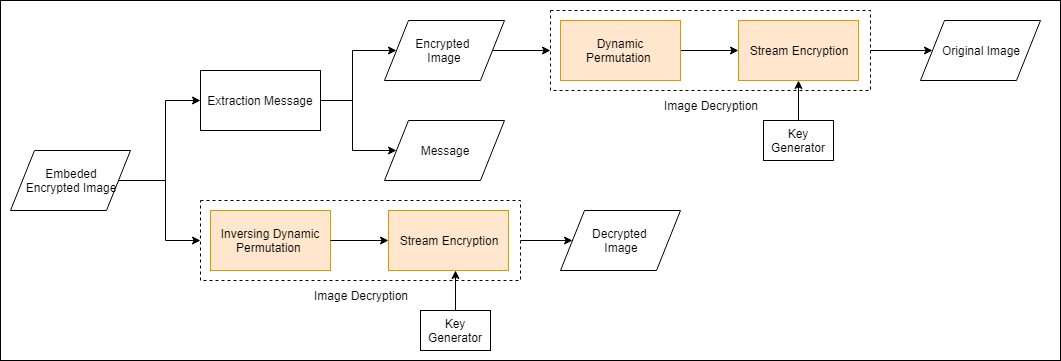 Encrypted
Image
Dynamic
Permutation
Stream Encryption
Original Image
Image Decryption
Extraction Message
Key
Generator
Message
Embeded
Encrypted Image
Inversing Dynamic
Permutation
Stream Encryption
Decrypted
Image
Image Decryption
Key
Generator